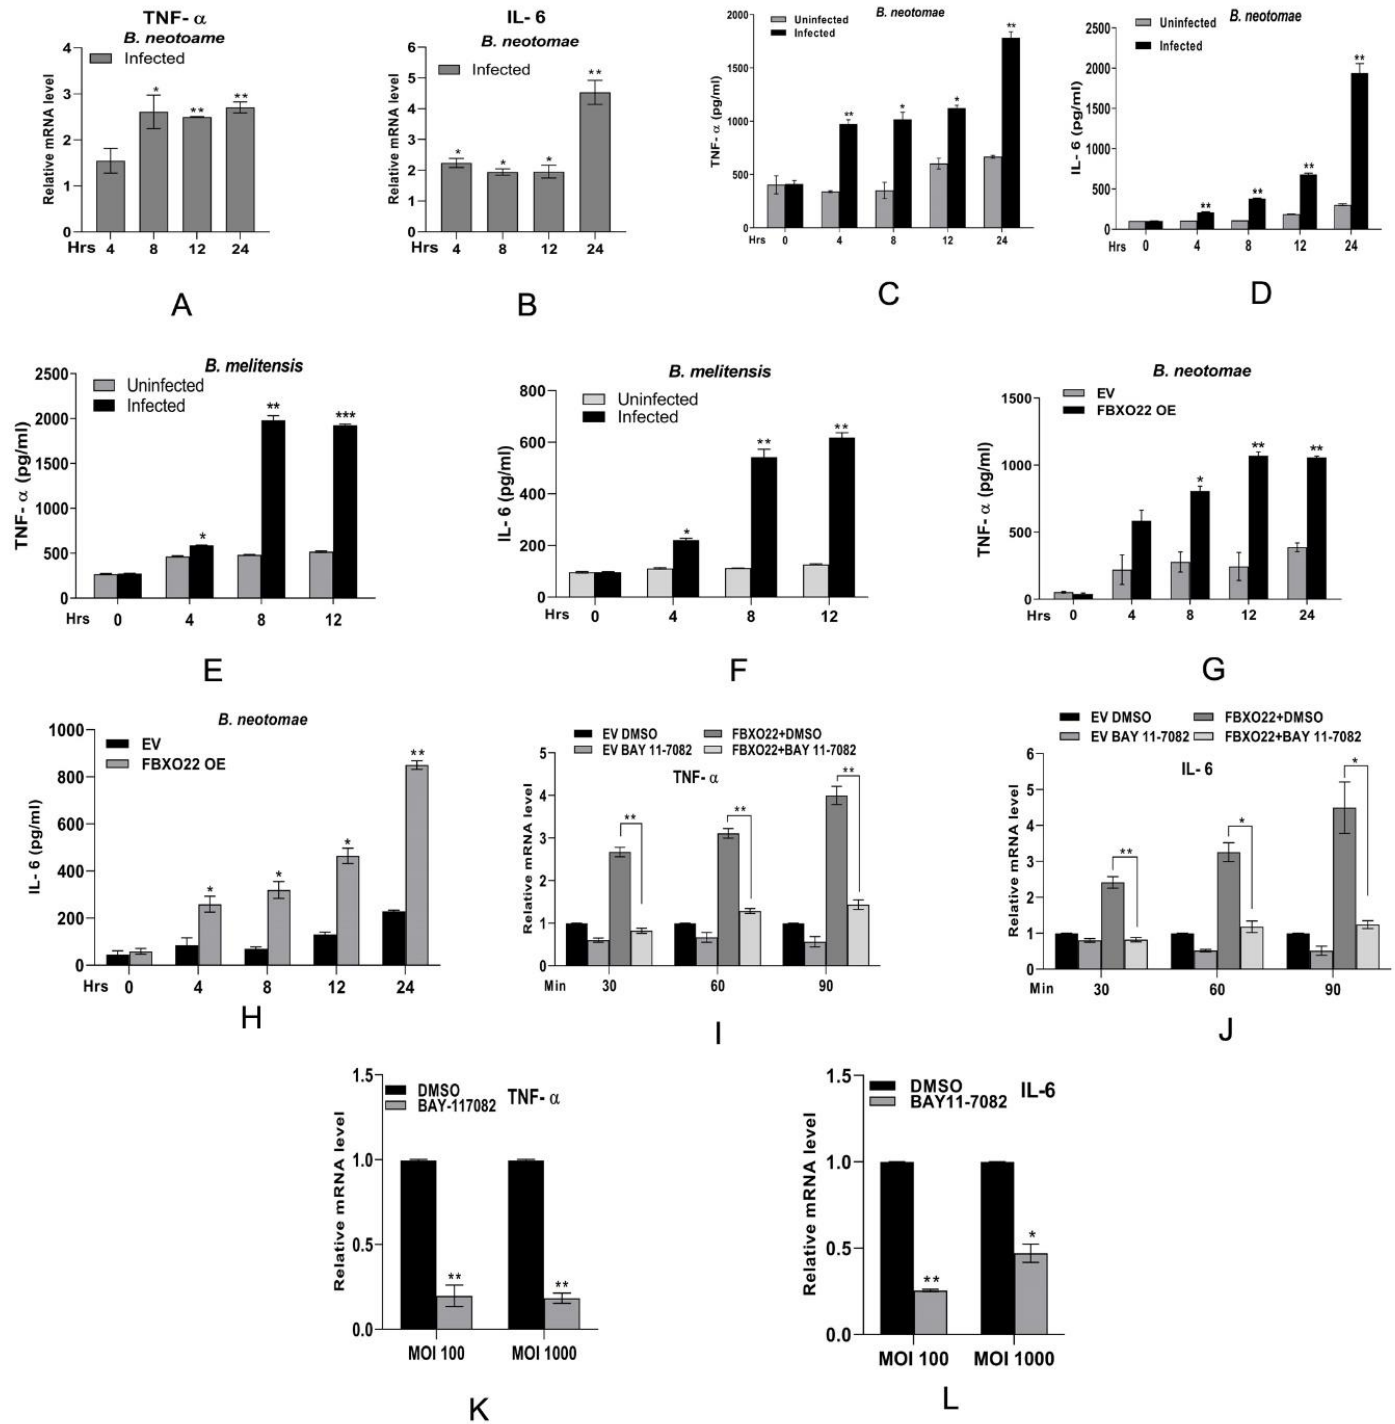 TNF- α
B. neotoame
Infected
Relative mRNA level
4
3
2
1
0
*
**
**
Hrs 4 8 12 24
A
IL- 6
B. neotomae
Infected
Relative mRNA level
6
5
4
3
2
1
0
*
*
*
**
Hrs 4 8 12 24
B
B. neotomae
Uninfected
Infected
TNF- α (pg/ml)
2000
1500
1000
500
0
**
*
*
**
Hrs 0 4 8 12 24
C
B. neotomae
Uninfected
Infected
IL- 6 (pg/ml)
2500
2000
1500
1000
500
0
**
**
**
**
Hrs 0 4 8 12 24
D
B. melitensis
Uninfected
Infected
TNF- α (pg/ml)
2500
2000
1500
1000
500
0
*
**
***
Hrs 0 4 8 12
E
B. melitensis
Uninfected
Infected
IL- 6 (pg/ml)
800
600
400
200
0
*
**
**
Hrs 0 4 8 12
F
B. neotomae
EV
FBXO22 OE
TNF- α (pg/ml)
1500
1000
500
0
*
**
**
Hrs 0 4 8 12 24
G
B. neotomae
EV
FBXO22 OE
IL- 6 (pg/ml)
1000
800
600
400
200
0
*
*
*
**
Hrs 0 4 8 12 24
H
EV DMSO FBXO22+DMSO
EV BAY 11-7082 FBXO22+BAY 11-7082
TNF- α
Relative mRNA level
5
4
3
2
1
0
**
**
**
Min 30 60 90
I
EV DMSO FBXO22+DMSO
EV BAY 11-7082 FBXO22+BAY 11-7082
IL- 6
Relative mRNA level
6
5
4
3
2
1
0
**
*
*
Min 30 60 90
J
DMSO
BAY-117082
TNF- α
Relative mRNA level
1.5
1.0
0.5
0.0
**
**
MOI 100 MOI 1000
K
DMSO
BAY11-7082
IL-6
Relative mRNA level
1.5
1.0
0.5
0.0
**
*
MOI 100 MOI 1000
L